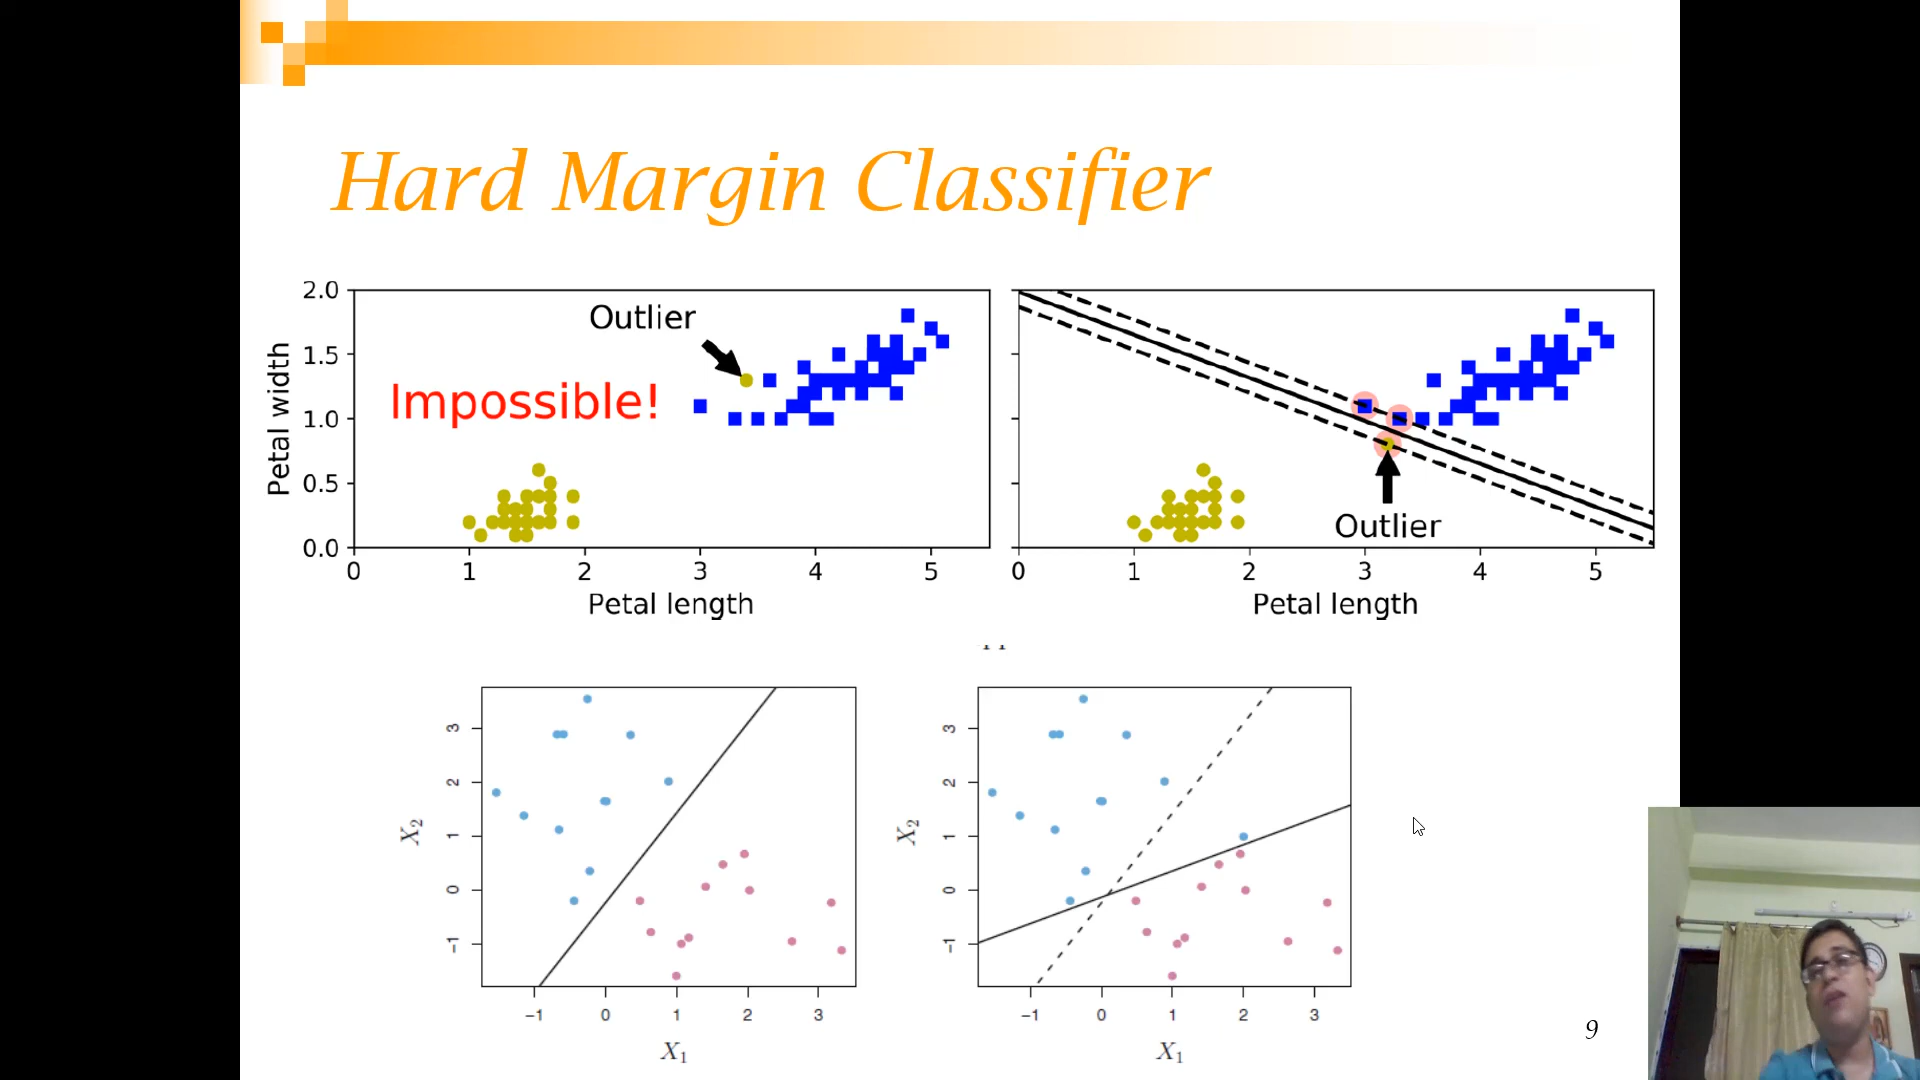 Hard Margin Classifier
Outlier
Impossible!
Petal width
2.0
1.5
1.0
0.5
0.0
0 1 2 3 4 5
Petal length
Outlier
0 1 2 3 4 5
Petal length
X₂
3
2
1
0
−1
−1 0 1 2 3
X₁
X₂
3
2
1
0
−1
−1 0 1 2 3
X₁
9